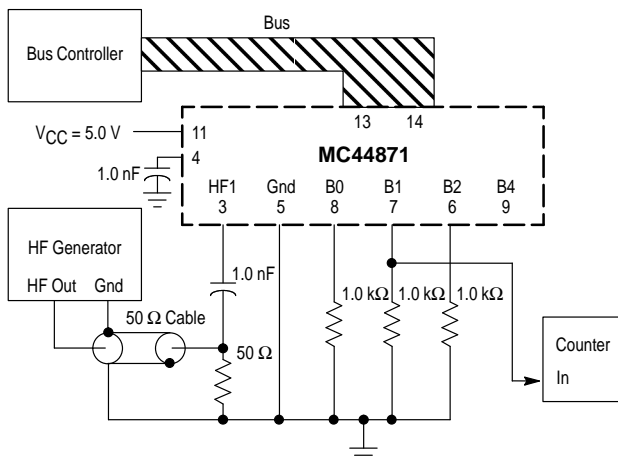 Bus
Bus Controller
13 14
VCC = 5.0 V
11
MC44871
4
1.0 nF
HF1 Gnd B0 B1 B2 B4
3 5 8 7 6 9
HF Generator
HF Out Gnd
1.0 nF
50 Ω Cable
50 Ω
1.0 kΩ 1.0 kΩ 1.0 kΩ
Counter
In